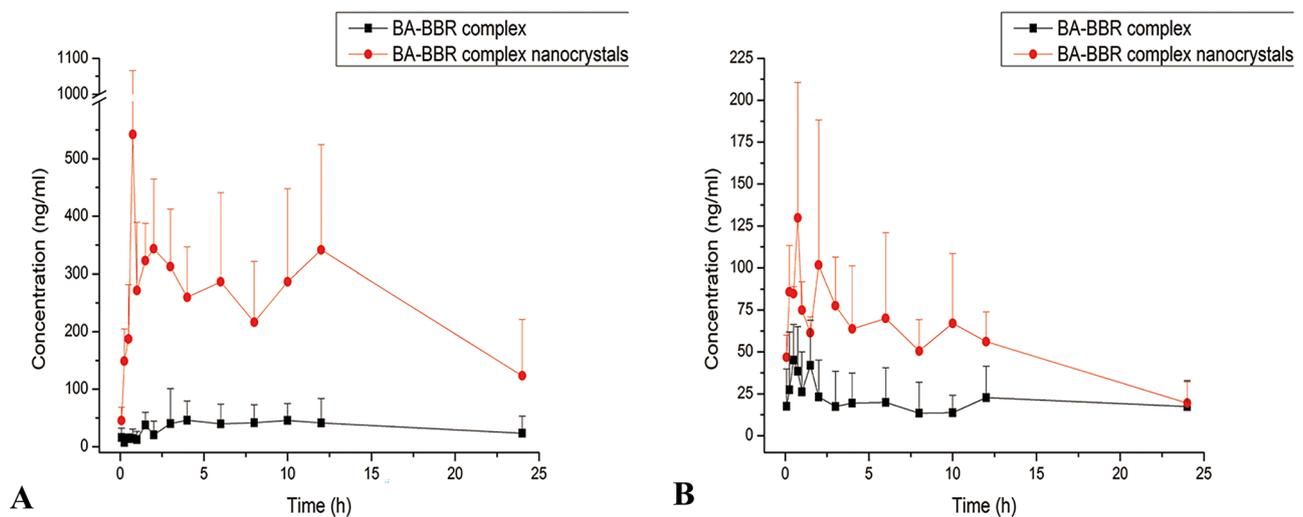 BA-BBR complex
BA-BBR complex nanocrystals
1100
1000
500
400
300
200
100
0
Concentration (ng/ml)
0 5 10 15 20 25
Time (h)
A
BA-BBR complex
BA-BBR complex nanocrystals
225
200
175
150
125
100
75
50
25
0
Concentration (ng/ml)
0 5 10 15 20 25
Time (h)
B